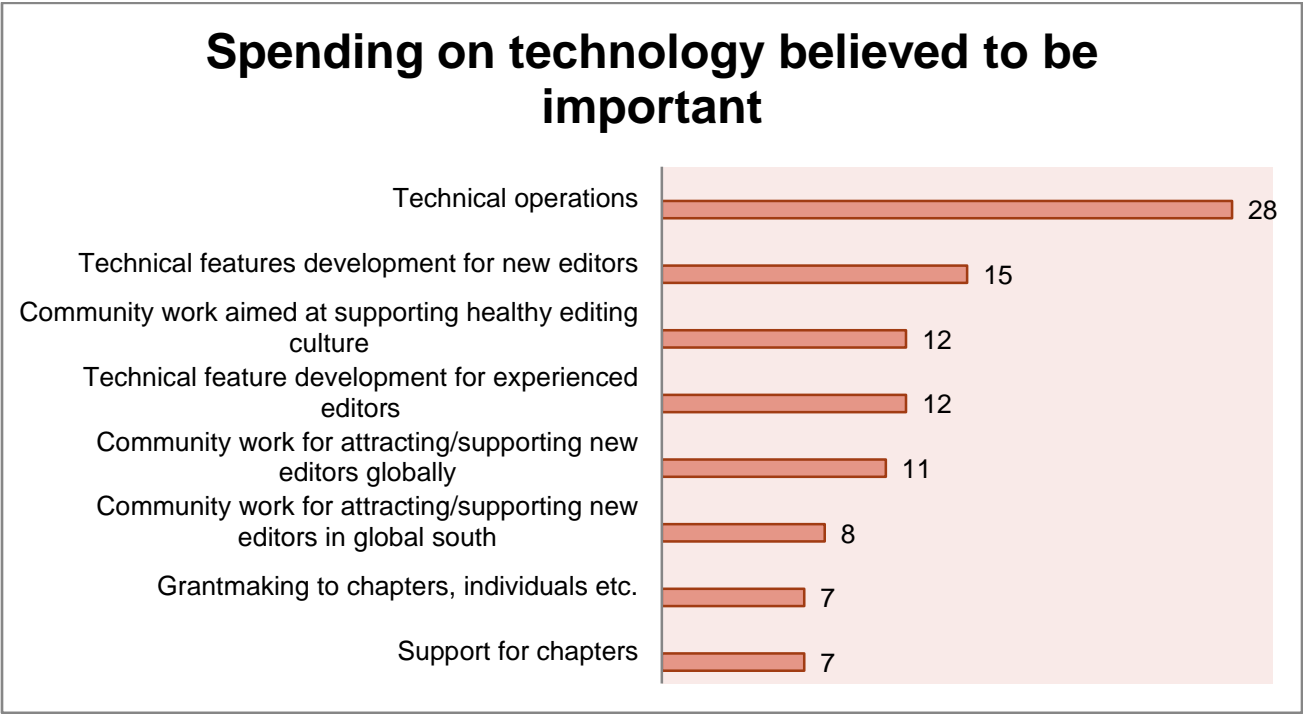 Spending on technology believed to be
important
Technical operations
28
Technical features development for new editors
15
Community work aimed at supporting healthy editing
culture
12
Technical feature development for experienced
editors
12
Community work for attracting/supporting new
editors globally
11
Community work for attracting/supporting new
editors in global south
8
Grantmaking to chapters, individuals etc.
7
Support for chapters
7